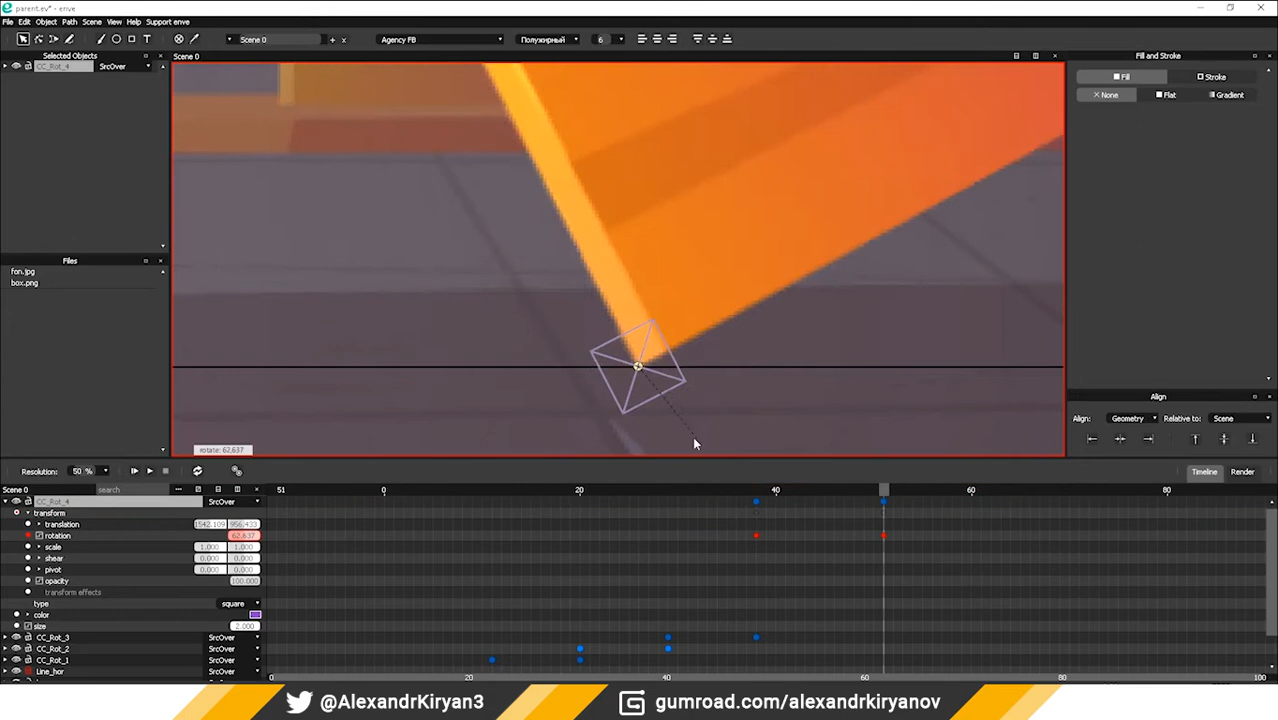 parent.ev* - enve
File Edit Object Path Scene View Help Support enve
Scene 0 + x Agency FB Полужирный 6
Selected Objects
CC_Rot_4 SrcOver
Scene 0
Fill and Stroke
Fill Stroke
None Flat Gradient
Files
fon.jpg
box.png
Align
Align: Geometry Relative to: Scene
rotate: 62,637
Resolution: 50 %
Timeline Render
Scene 0 search 51 0 20 40 60 80
CC_Rot_4 SrcOver
transform
translation 1542.109 956.433
rotation 62.637
scale 1.000 1.000
shear 0.000 0.000
pivot 0.000 0.000
opacity 100.000
transform effects
type square
color
size 2.000
CC_Rot_3 SrcOver
CC_Rot_2 SrcOver
CC_Rot_1 SrcOver
Line_hor SrcOver
0 20 40 60 80 100
@AlexandrKiryan3 gumroad.com/alexandrkiryanov